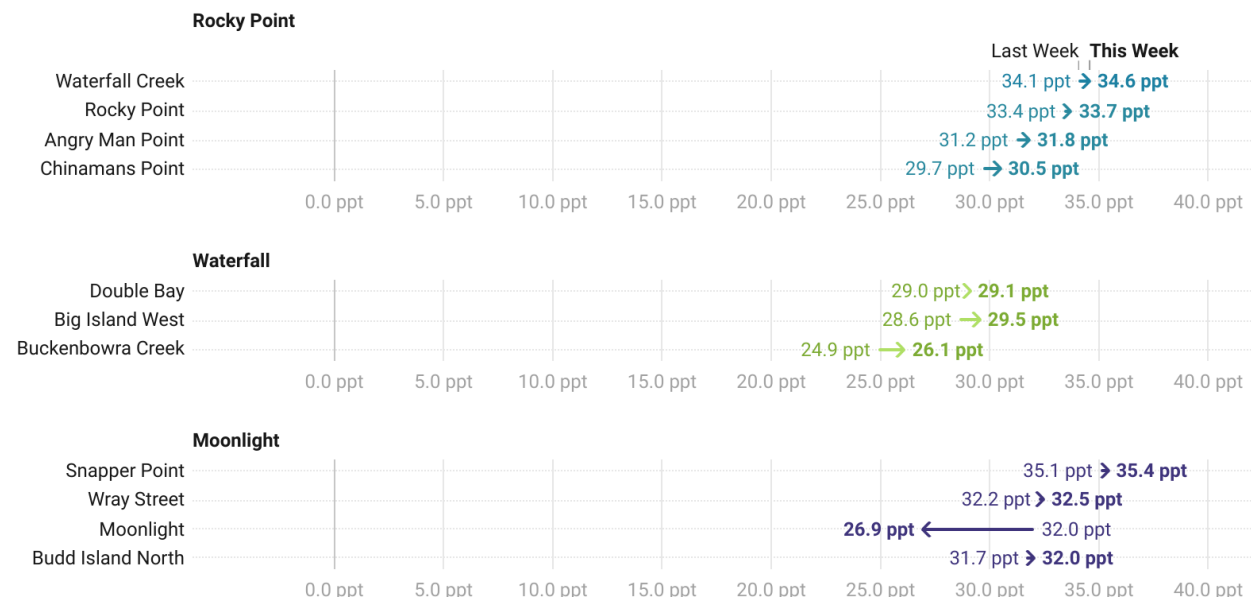 Rocky Point
Last Week This Week
Waterfall Creek 34.1 ppt 34.6 ppt
Rocky Point 33.4 ppt 33.7 ppt
Angry Man Point 31.2 ppt 31.8 ppt
Chinamans Point 29.7 ppt 30.5 ppt
0.0 ppt 5.0 ppt 10.0 ppt 15.0 ppt 20.0 ppt 25.0 ppt 30.0 ppt 35.0 ppt 40.0 ppt
Waterfall
Double Bay 29.0 ppt 29.1 ppt
Big Island West 28.6 ppt 29.5 ppt
Buckenbowra Creek 24.9 ppt 26.1 ppt
0.0 ppt 5.0 ppt 10.0 ppt 15.0 ppt 20.0 ppt 25.0 ppt 30.0 ppt 35.0 ppt 40.0 ppt
Moonlight
Snapper Point 35.1 ppt 35.4 ppt
Wray Street 32.2 ppt 32.5 ppt
Moonlight 26.9 ppt 32.0 ppt
Budd Island North 31.7 ppt 32.0 ppt
0.0 ppt 5.0 ppt 10.0 ppt 15.0 ppt 20.0 ppt 25.0 ppt 30.0 ppt 35.0 ppt 40.0 ppt